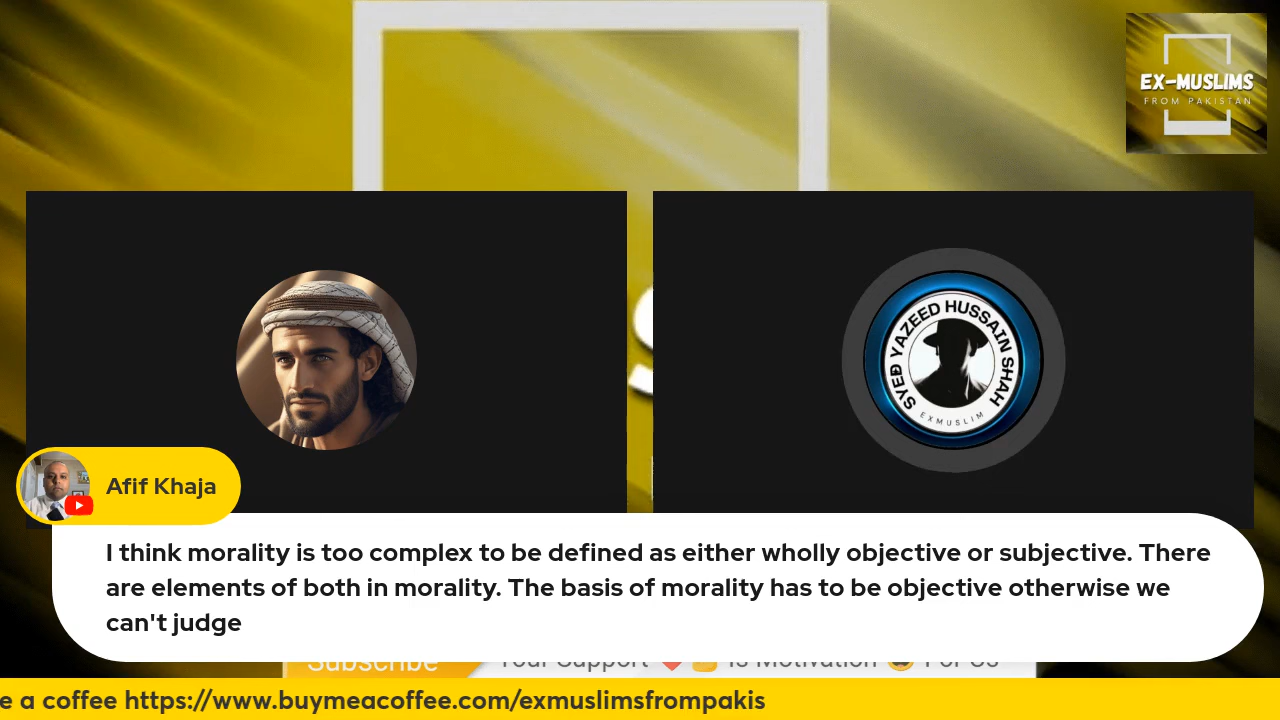 EX-MUSLIMS
FROM PAKISTAN
SYED YAZEED HUSSAIN SHAH
EXMUSLIM
Afif Khaja
I think morality is too complex to be defined as either wholly objective or subjective. There
are elements of both in morality. The basis of morality has to be objective otherwise we
can't judge
Subscribe Your Support ❤️ Is Motivation For Us
e a coffee https://www.buymeacoffee.com/exmuslimsfrompakis